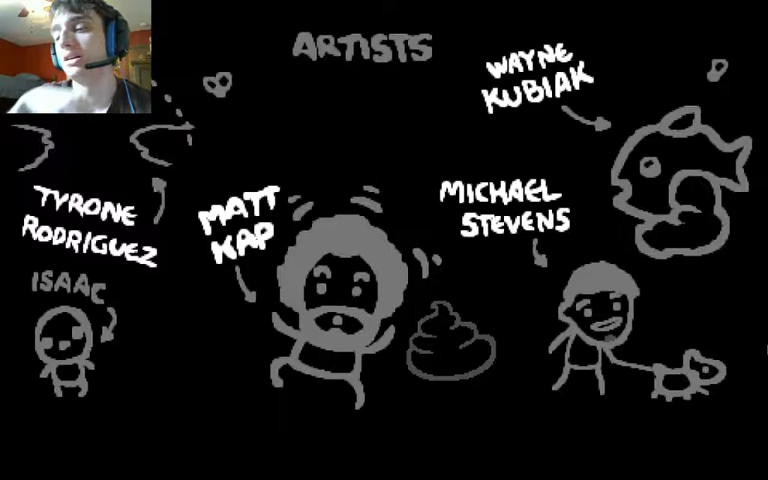 ARTISTS
WAYNE
KUBIAK
TYRONE
RODRIGUEZ
MATT
KAP
MICHAEL
STEVENS
ISAAC